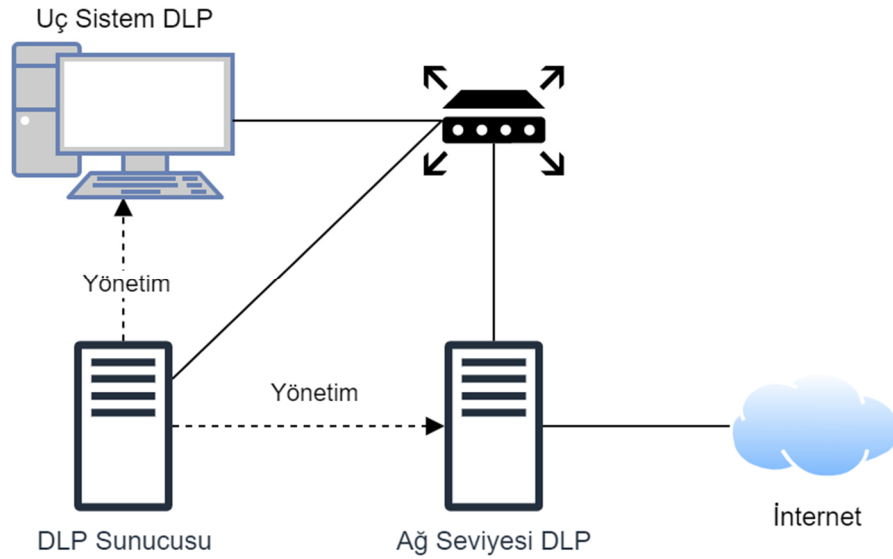 Uç Sistem DLP
Yönetim
Yönetim
DLP Sunucusu
Ağ Seviyesi DLP
İnternet